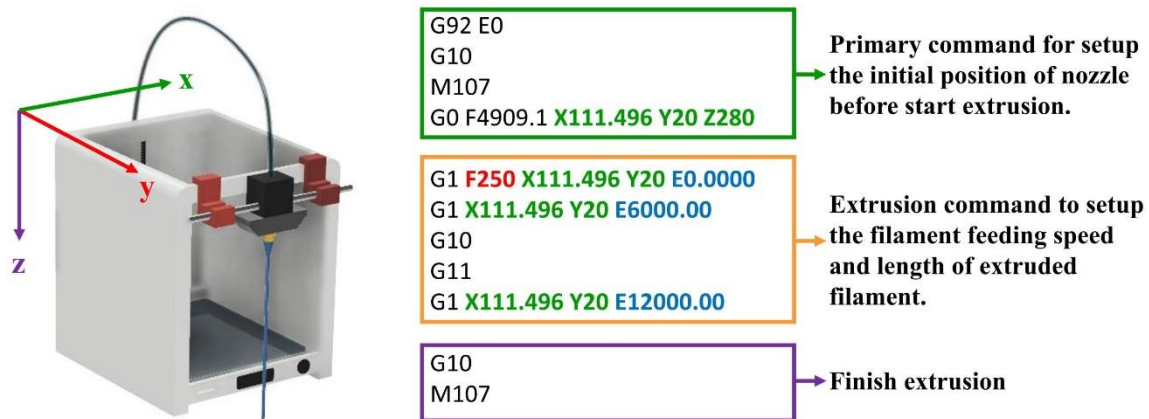 x
y
z
G92 E0
G10
M107
G0 F4909.1 X111.496 Y20 Z280
Primary command for setup
the initial position of nozzle
before start extrusion.
G1 F250 X111.496 Y20 E0.0000
G1 X111.496 Y20 E6000.00
G10
G11
G1 X111.496 Y20 E12000.00
Extrusion command to setup
the filament feeding speed
and length of extruded
filament.
G10
M107
Finish extrusion